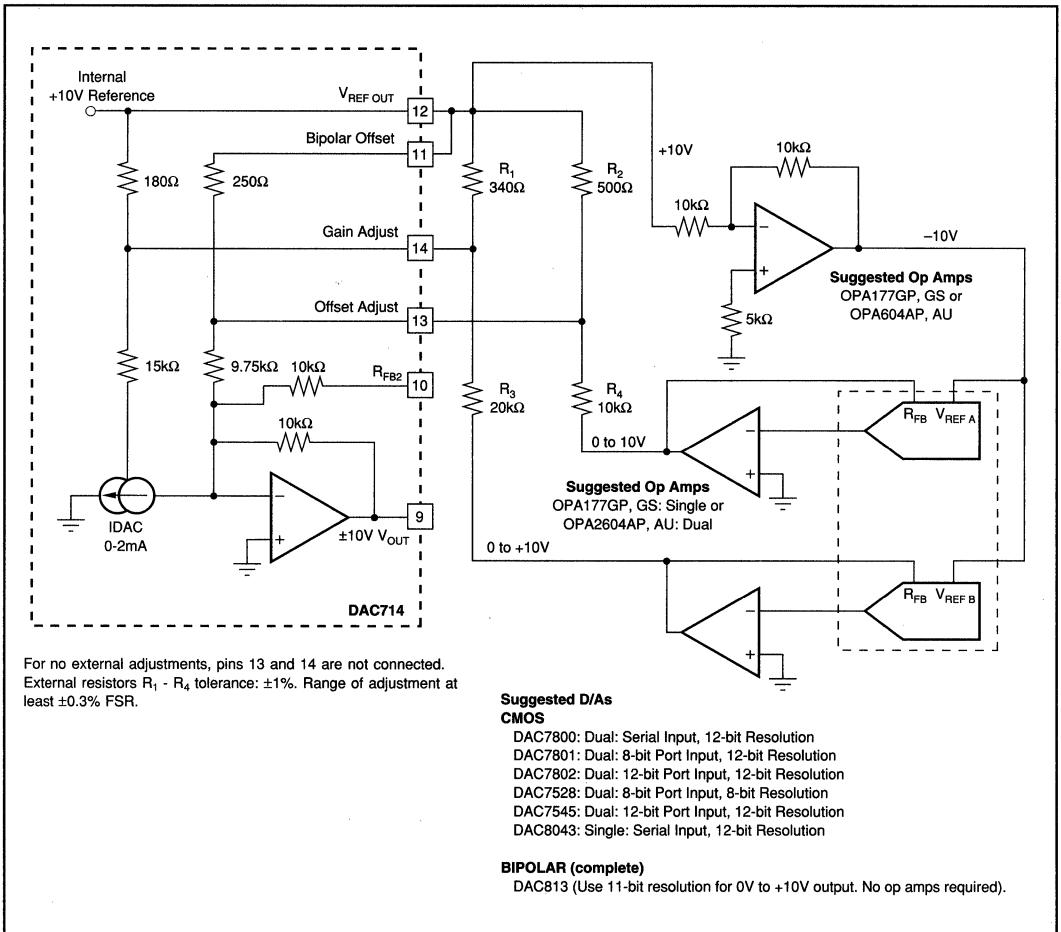 Internal
+10V Reference
V REF OUT
12
Bipolar Offset
11
180Ω
250Ω
R1
340Ω
R2
500Ω
+10V
10kΩ
10kΩ
–
+
–10V
5kΩ
Suggested Op Amps
OPA177GP, GS or
OPA604AP, AU
Gain Adjust
14
Offset Adjust
13
15kΩ
9.75kΩ
10kΩ
RFB2
10
10kΩ
R3
20kΩ
R4
10kΩ
0 to 10V
–
+
RFB VREF A
Suggested Op Amps
OPA177GP, GS: Single or
OPA2604AP, AU: Dual
IDAC
0-2mA
–
+
9
±10V VOUT
0 to +10V
–
+
RFB VREF B
DAC714
For no external adjustments, pins 13 and 14 are not connected.
External resistors R1 - R4 tolerance: ±1%. Range of adjustment at
least ±0.3% FSR.
Suggested D/As
CMOS
DAC7800: Dual: Serial Input, 12-bit Resolution
DAC7801: Dual: 8-bit Port Input, 12-bit Resolution
DAC7802: Dual: 12-bit Port Input, 12-bit Resolution
DAC7528: Dual: 8-bit Port Input, 8-bit Resolution
DAC7545: Dual: 12-bit Port Input, 12-bit Resolution
DAC8043: Single: Serial Input, 12-bit Resolution
BIPOLAR (complete)
DAC813 (Use 11-bit resolution for 0V to +10V output. No op amps required).